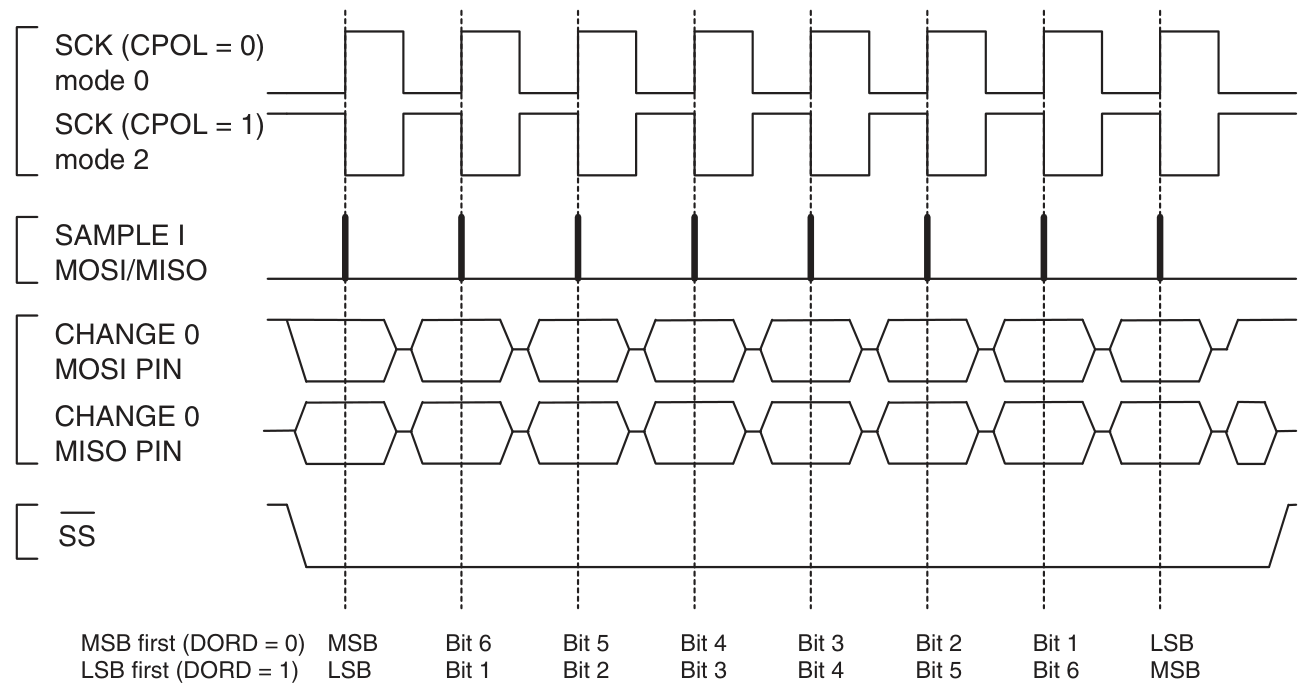 SCK (CPOL = 0)
mode 0
SCK (CPOL = 1)
mode 2
SAMPLE I
MOSI/MISO
CHANGE 0
MOSI PIN
CHANGE 0
MISO PIN
SS
MSB first (DORD = 0) MSB Bit 6 Bit 5 Bit 4 Bit 3 Bit 2 Bit 1 LSB
LSB first (DORD = 1) LSB Bit 1 Bit 2 Bit 3 Bit 4 Bit 5 Bit 6 MSB